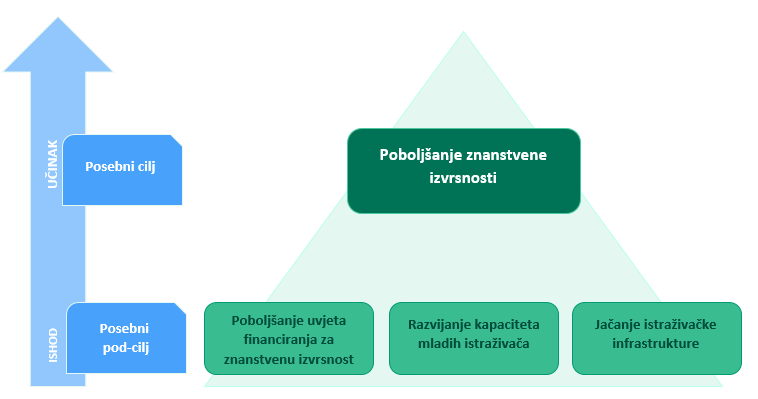 UČINAK
Posebni cilj
Poboljšanje znanstvene
izvrsnosti
ISHOD
Posebni
pod-cilj
Poboljšanje uvjeta
financiranja za
znanstvenu izvrsnost
Razvijanje kapaciteta
mladih istraživača
Jačanje istraživačke
infrastrukture